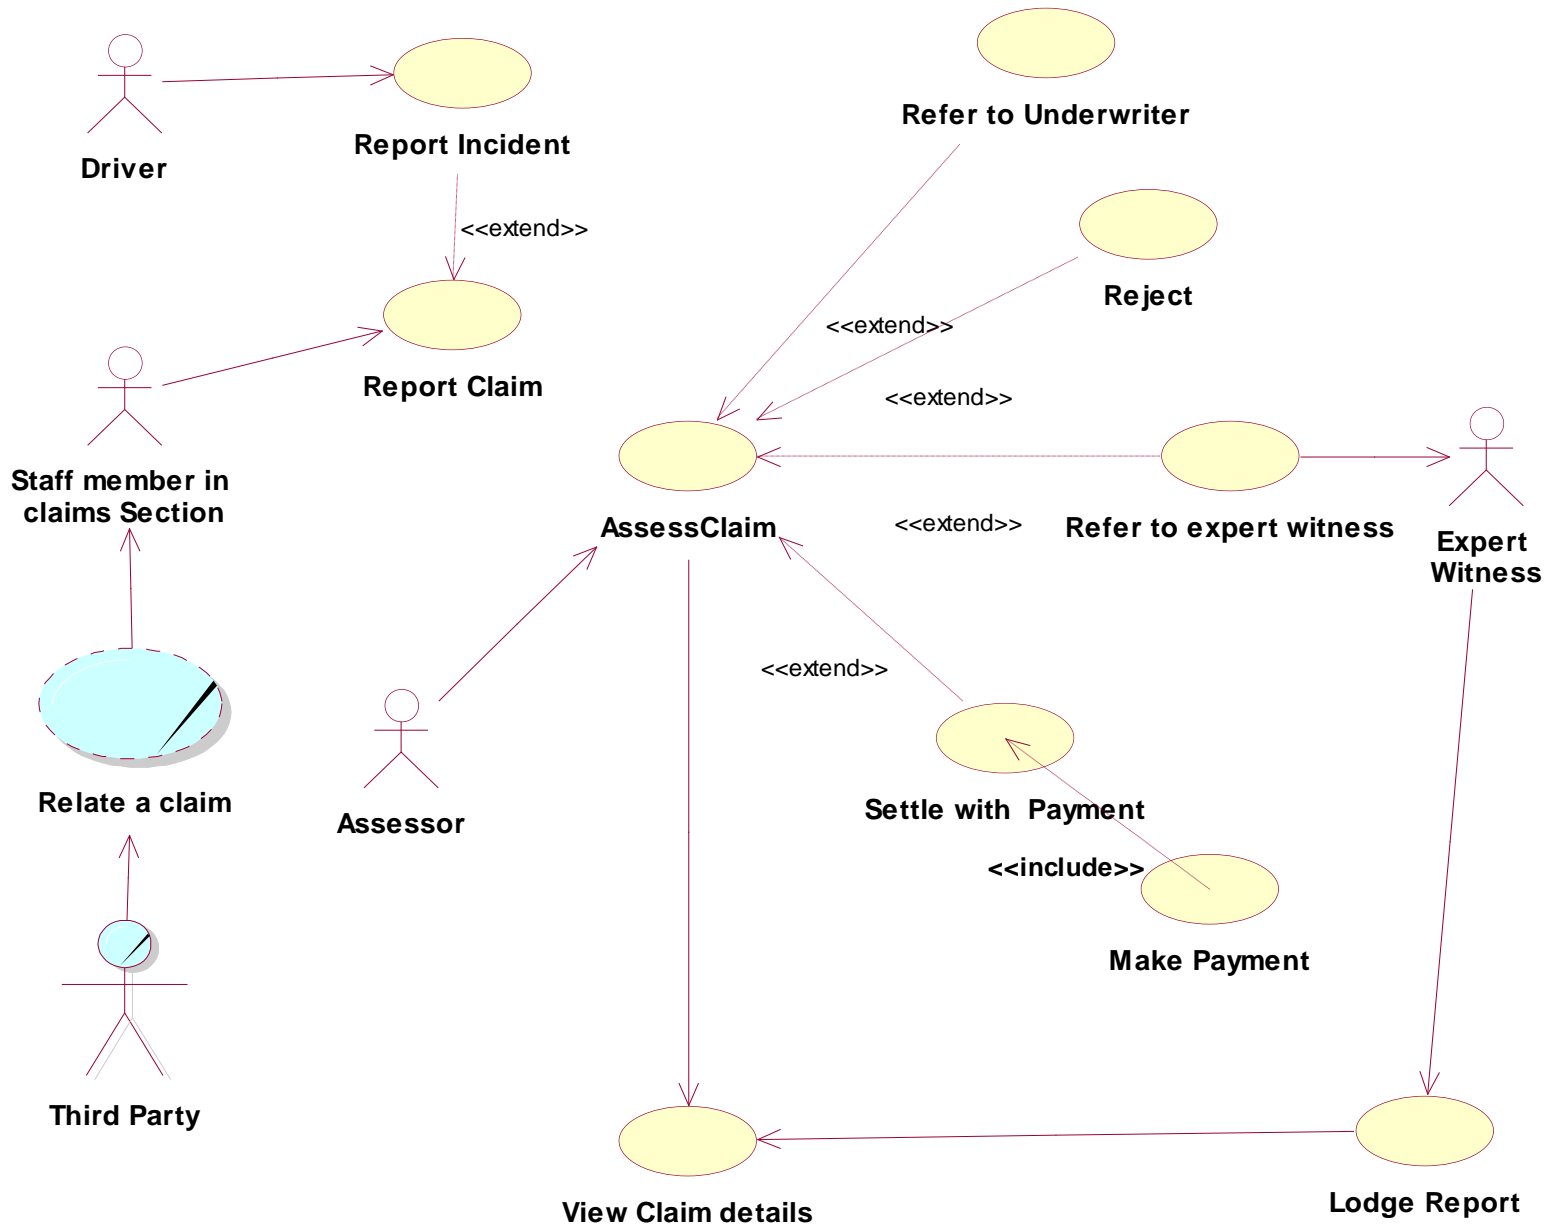 Refer to Underwriter
Report Incident
Driver
<<extend>>
Reject
<<extend>>
Report Claim
<<extend>>
Staff member in
claims Section
AssessClaim
<<extend>>
Refer to expert witness
Expert
Witness
<<extend>>
Relate a claim
Assessor
Settle with Payment
<<include>>
Make Payment
Third Party
View Claim details
Lodge Report